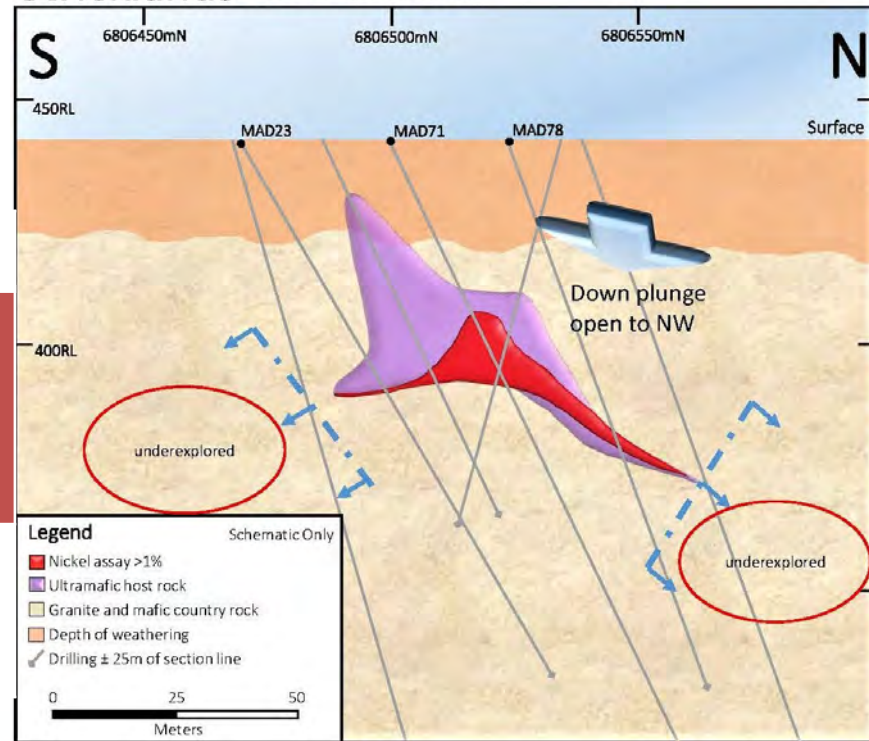 6806450mN
6806500mN
6806550mN
S
N
450RL
Surface
MAD23
MAD71
MAD78
Down plunge
open to NW
400RL
underexplored
underexplored
Legend
Schematic Only
Nickel assay >1%
Ultramafic host rock
Granite and mafic country rock
Depth of weathering
Drilling ± 25m of section line
0
25
50
Meters